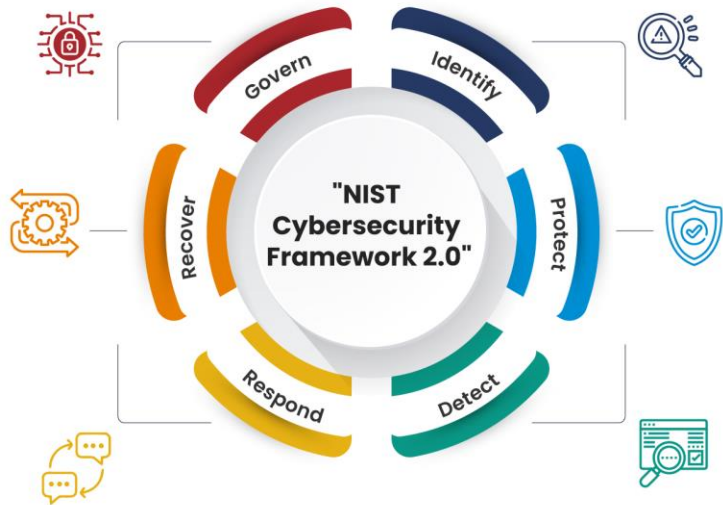 Govern
Identify
"NIST
Cybersecurity
Framework 2.0"
Recover
Protect
Respond
Detect